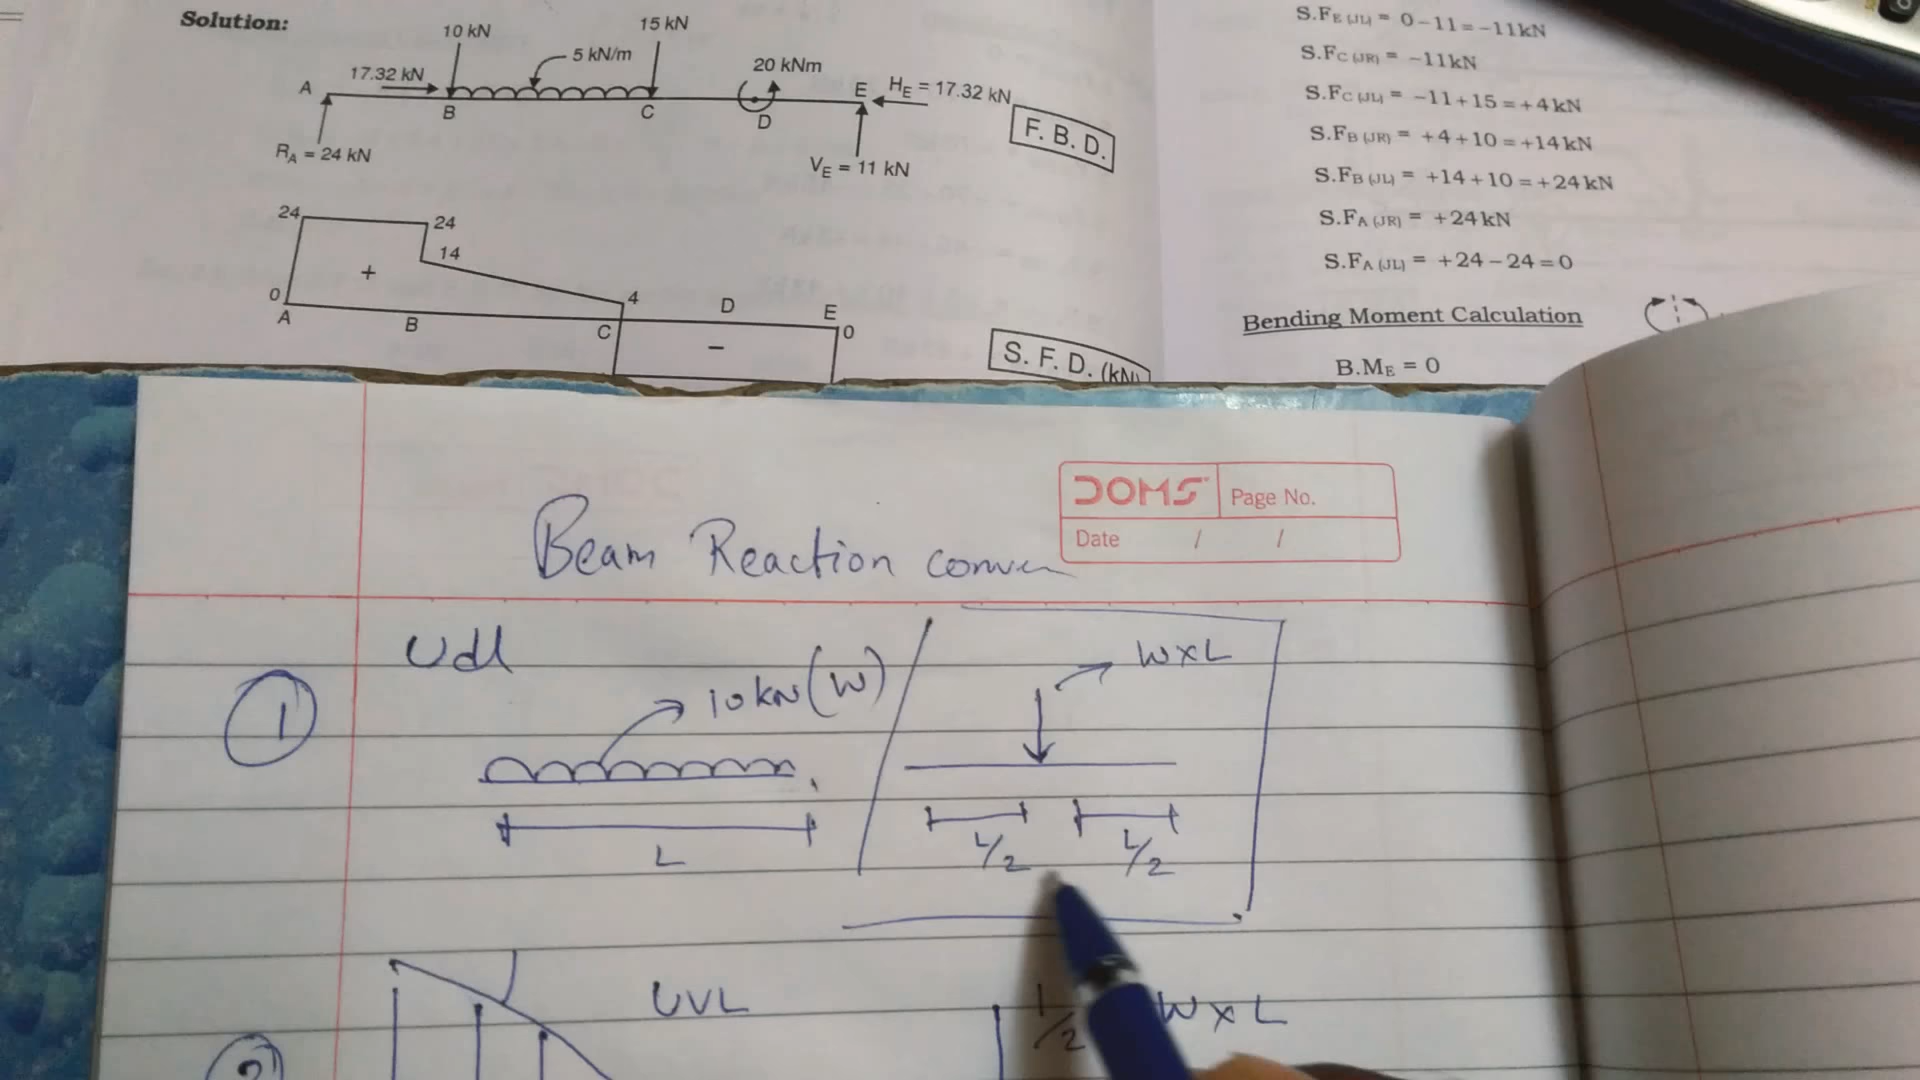 Solution:
10 kN
15 kN
5 kN/m
20 kNm
17.32 kN
A
B
C
D
E
HE = 17.32 kN
RA = 24 kN
VE = 11 kN
F. B. D.
24
24
14
+
0
4
D
E
A
B
C
0
–
S. F. D. (kN)
S.FE (JL) = 0 – 11 = –11 kN
S.FC (JR) = –11 kN
S.FC (JL) = –11 + 15 = +4 kN
S.FB (JR) = +4 + 10 = +14 kN
S.FB (JL) = +14 + 10 = +24 kN
S.FA (JR) = +24 kN
S.FA (JL) = +24 – 24 = 0
Bending Moment Calculation
B.ME = 0
DOMS
Page No.
Date / /
Beam Reaction
1
Udl
10 kN (W)
L
W x L
L/2
L/2
2
UVL
1/2
W x L